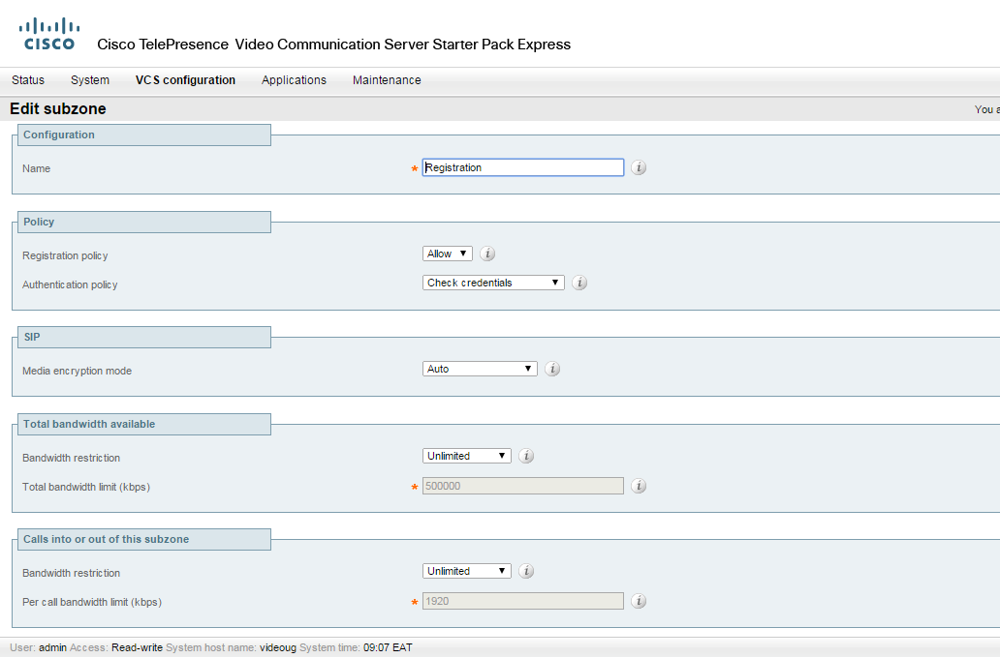 CISCO
Cisco TelePresence Video Communication Server Starter Pack Express
Status System VCS configuration Applications Maintenance
Edit subzone You a
Configuration
Name * Registration i
Policy
Registration policy Allow ▼ i
Authentication policy Check credentials ▼ i
SIP
Media encryption mode Auto ▼ i
Total bandwidth available
Bandwidth restriction Unlimited ▼ i
Total bandwidth limit (kbps) * 500000 i
Calls into or out of this subzone
Bandwidth restriction Unlimited ▼ i
Per call bandwidth limit (kbps) * 1920 i
User: admin Access: Read-write System host name: videoug System time: 09:07 EAT